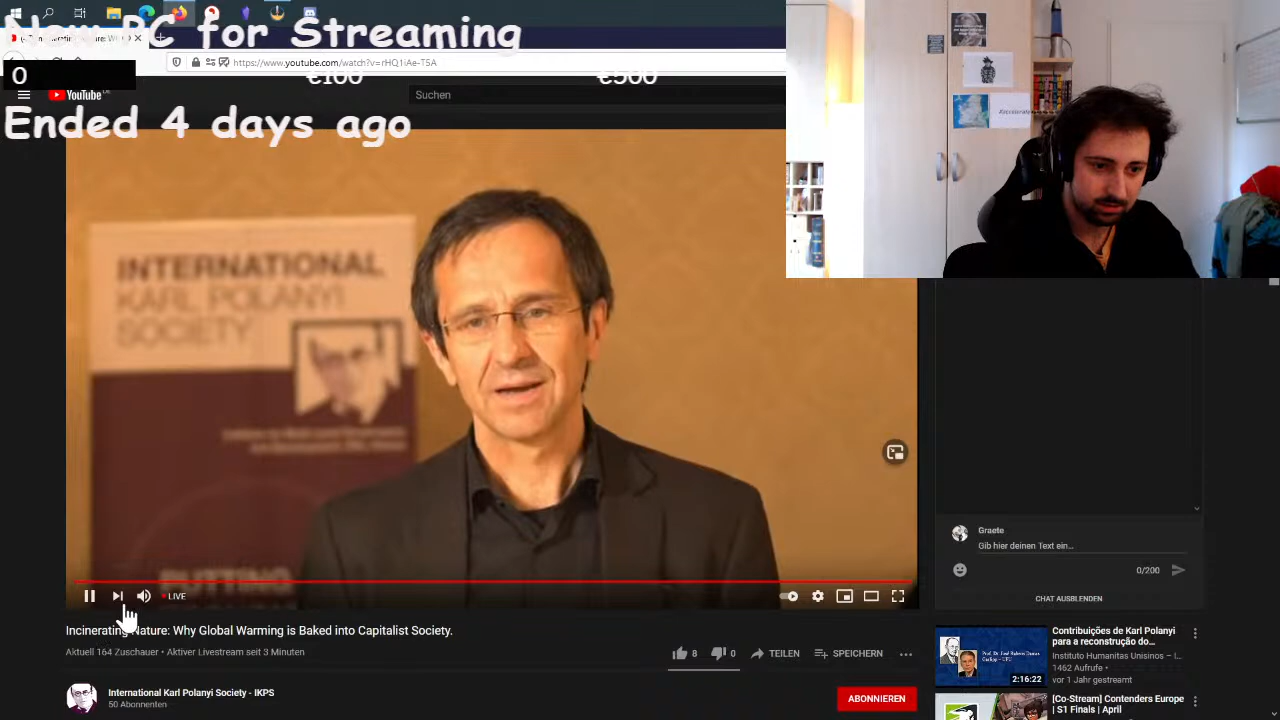 New PC for Streaming
0
€100
€500
Ended 4 days ago
https://www.youtube.com/watch?v=rHQ1iAe-T5A
YouTube
Suchen
INTERNATIONAL
KARL POLANYI
SOCIETY
LIVE
Graete
Gib hier deinen Text ein...
0/200
CHAT AUSBLENDEN
Incinerating Nature: Why Global Warming is Baked into Capitalist Society.
Aktuell 164 Zuschauer • Aktiver Livestream seit 3 Minuten
8
0
TEILEN
SPEICHERN
International Karl Polanyi Society - IKPS
50 Abonnenten
ABONNIEREN
Contribuições de Karl Polanyi
para a reconstrução do...
Instituto Humanitas Unisinos – I...
1462 Aufrufe •
vor 1 Jahr gestreamt
2:16:22
[Co-Stream] Contenders Europe
| S1 Finals | April